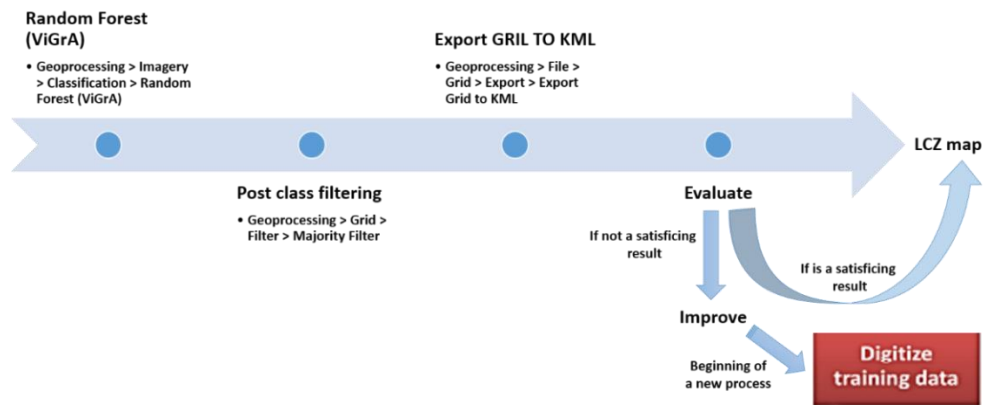 Random Forest
(ViGrA)
• Geoprocessing > Imagery
> Classification > Random
Forest (ViGrA)
Post class filtering
• Geoprocessing > Grid >
Filter > Majority Filter
Export GRIL TO KML
• Geoprocessing > File >
Grid > Export > Export
Grid to KML
Evaluate
LCZ map
If not a satisficing
result
If is a satisficing
result
Improve
Beginning of
a new process
Digitize
training data